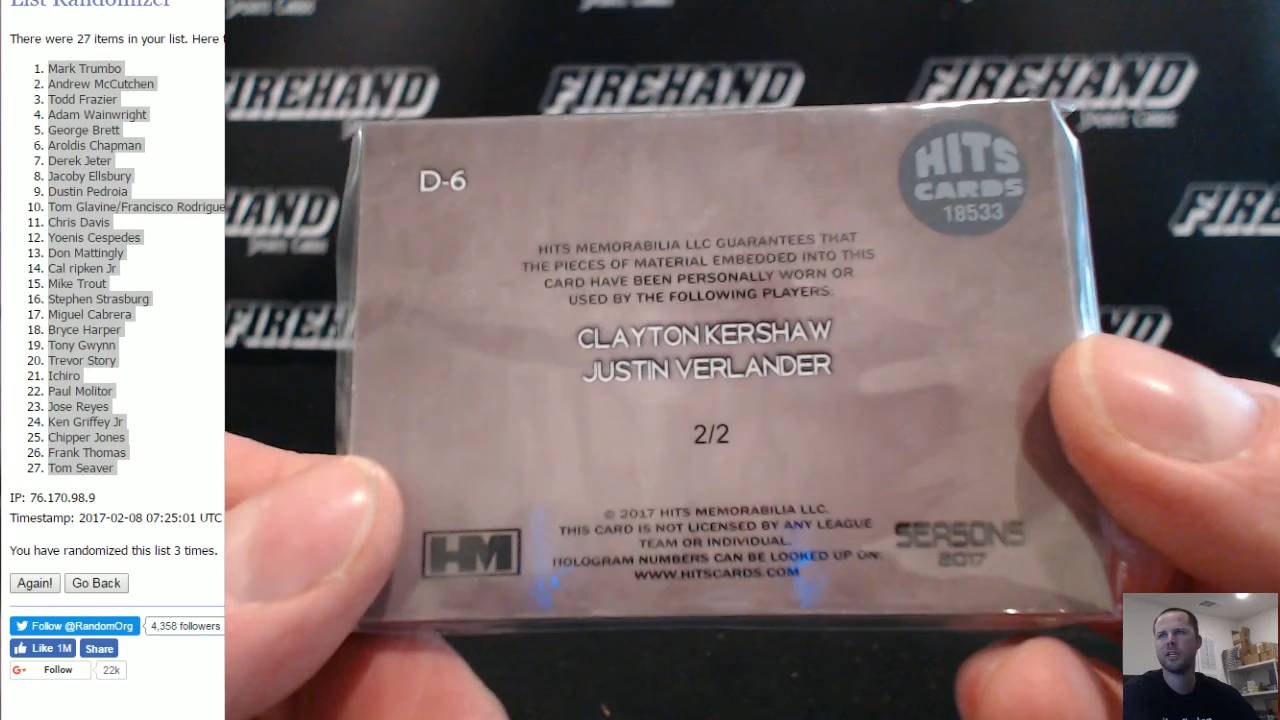 List Randomizer
There were 27 items in your list. Here
1. Mark Trumbo
2. Andrew McCutchen
3. Todd Frazier
4. Adam Wainwright
5. George Brett
6. Aroldis Chapman
7. Derek Jeter
8. Jacoby Ellsbury
9. Dustin Pedroia
10. Tom Glavine/Francisco Rodrigue
11. Chris Davis
12. Yoenis Cespedes
13. Don Mattingly
14. Cal ripken Jr
15. Mike Trout
16. Stephen Strasburg
17. Miguel Cabrera
18. Bryce Harper
19. Tony Gwynn
20. Trevor Story
21. Ichiro
22. Paul Molitor
23. Jose Reyes
24. Ken Griffey Jr
25. Chipper Jones
26. Frank Thomas
27. Tom Seaver
IP: 76.170.98.9
Timestamp: 2017-02-08 07:25:01 UTC
You have randomized this list 3 times.
Again! Go Back
Follow @RandomOrg 4,358 followers
Like 1M Share
G+ Follow 22k
FIREHAND
FIREHAND
FIREHAND
D-6
HITS
CARDS
18533
HITS MEMORABILIA LLC GUARANTEES THAT
THE PIECES OF MATERIAL EMBEDDED INTO THIS
CARD HAVE BEEN PERSONALLY WORN OR
USED BY THE FOLLOWING PLAYERS:
CLAYTON KERSHAW
JUSTIN VERLANDER
2/2
© 2017 HITS MEMORABILIA LLC.
THIS CARD IS NOT LICENSED BY ANY LEAGUE
TEAM OR INDIVIDUAL.
HOLOGRAM NUMBERS CAN BE LOOKED UP ON:
WWW.HITSCARDS.COM
HM
SEASONS
2017